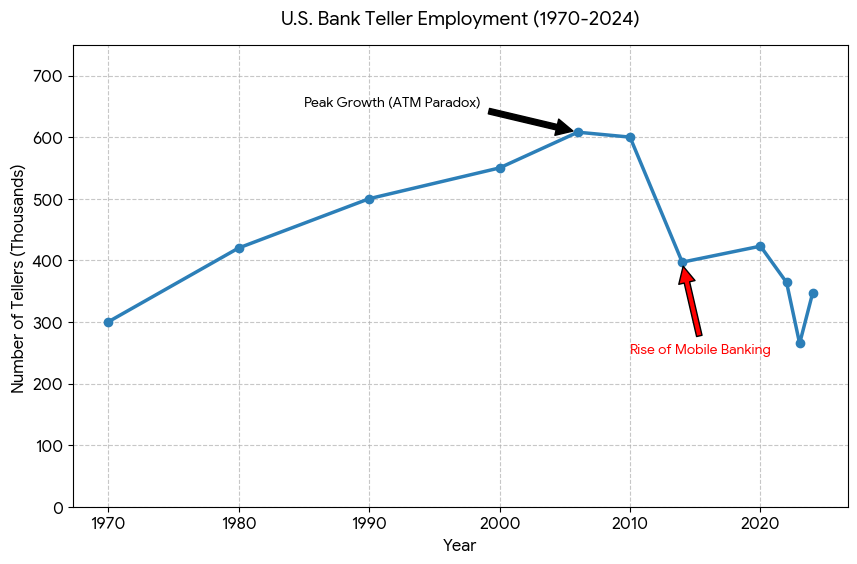 U.S. Bank Teller Employment (1970-2024)
700
600
500
400
300
200
100
0
Number of Tellers (Thousands)
Peak Growth (ATM Paradox)
Rise of Mobile Banking
1970
1980
1990
2000
2010
2020
Year